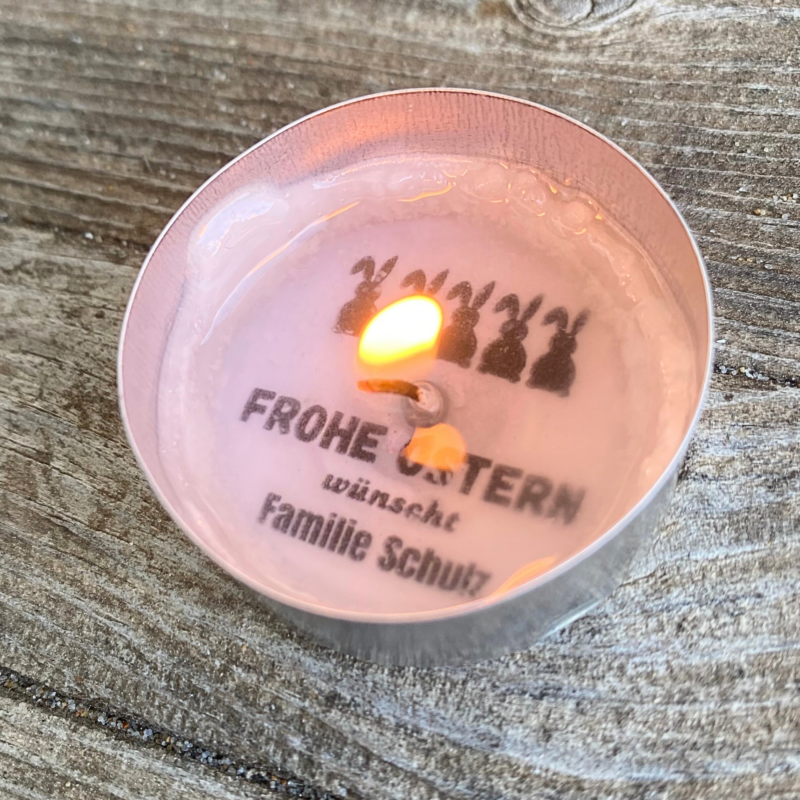 FROHE OSTERN
wünscht
Familie Schulz